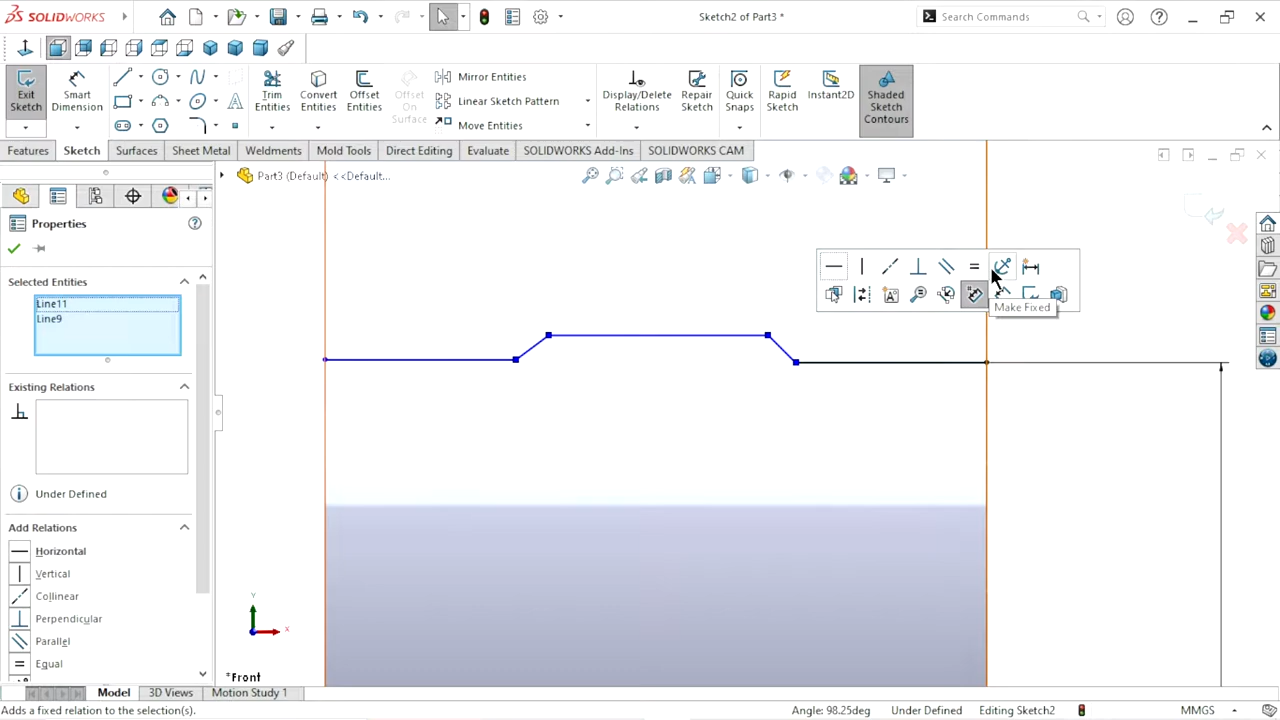 SOLIDWORKS
Sketch2 of Part3 *
Search Commands
Exit Sketch
Smart Dimension
Trim Entities
Convert Entities
Offset Entities
Offset On Surface
Mirror Entities
Linear Sketch Pattern
Move Entities
Display/Delete Relations
Repair Sketch
Quick Snaps
Rapid Sketch
Instant2D
Shaded Sketch Contours
Features
Sketch
Surfaces
Sheet Metal
Weldments
Mold Tools
Direct Editing
Evaluate
SOLIDWORKS Add-Ins
SOLIDWORKS CAM
Part3 (Default) <<Default...
Properties
Selected Entities
Line11
Line9
Existing Relations
Under Defined
Add Relations
Horizontal
Vertical
Collinear
Perpendicular
Parallel
Equal
Make Fixed
Y
X
*Front
Model
3D Views
Motion Study 1
Adds a fixed relation to the selection(s).
Angle: 98.25deg
Under Defined
Editing Sketch2
MMGS